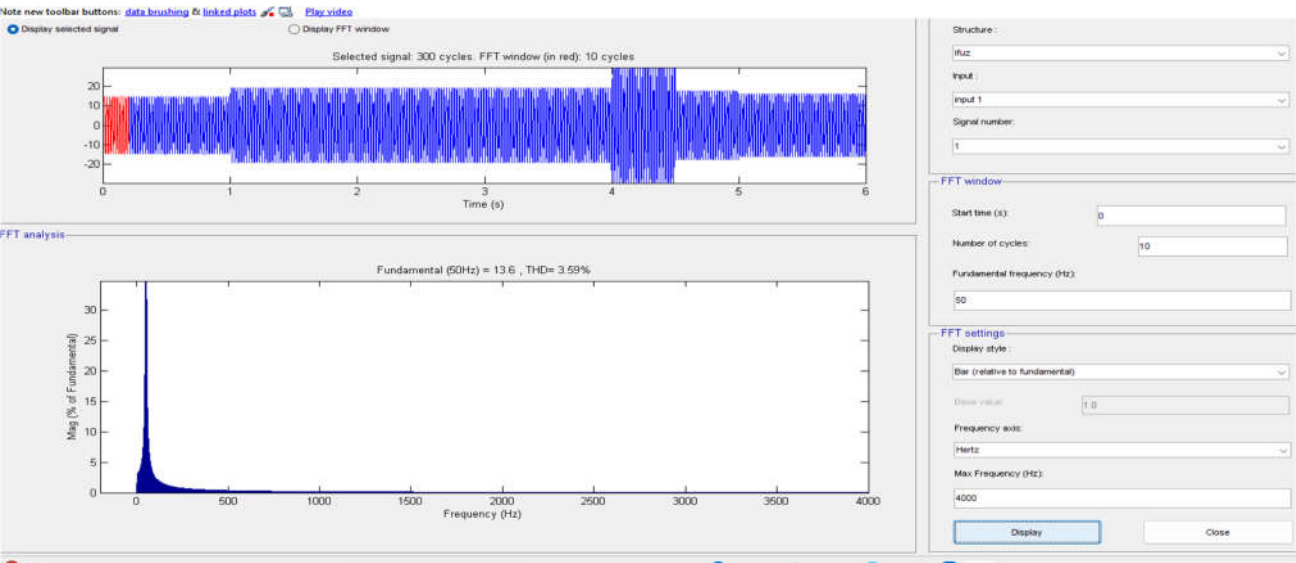 Note new toolbar buttons: data brushing & linked plots Play video
Display selected signal
Display FFT window
Selected signal: 300 cycles. FFT window (in red): 10 cycles
20
10
0
-10
-20
0 1 2 3 4 5 6
Time (s)
FFT analysis
Fundamental (50Hz) = 13.6 , THD= 3.59%
30
25
20
15
10
5
0
Mag (% of Fundamental)
0 500 1000 1500 2000 2500 3000 3500 4000
Frequency (Hz)
Structure :
ifuz
Input :
input 1
Signal number:
1
FFT window
Start time (s): 0
Number of cycles: 10
Fundamental frequency (Hz):
50
FFT settings
Display style :
Bar (relative to fundamental)
Base value: 1.0
Frequency axis:
Hertz
Max Frequency (Hz):
4000
Display Close